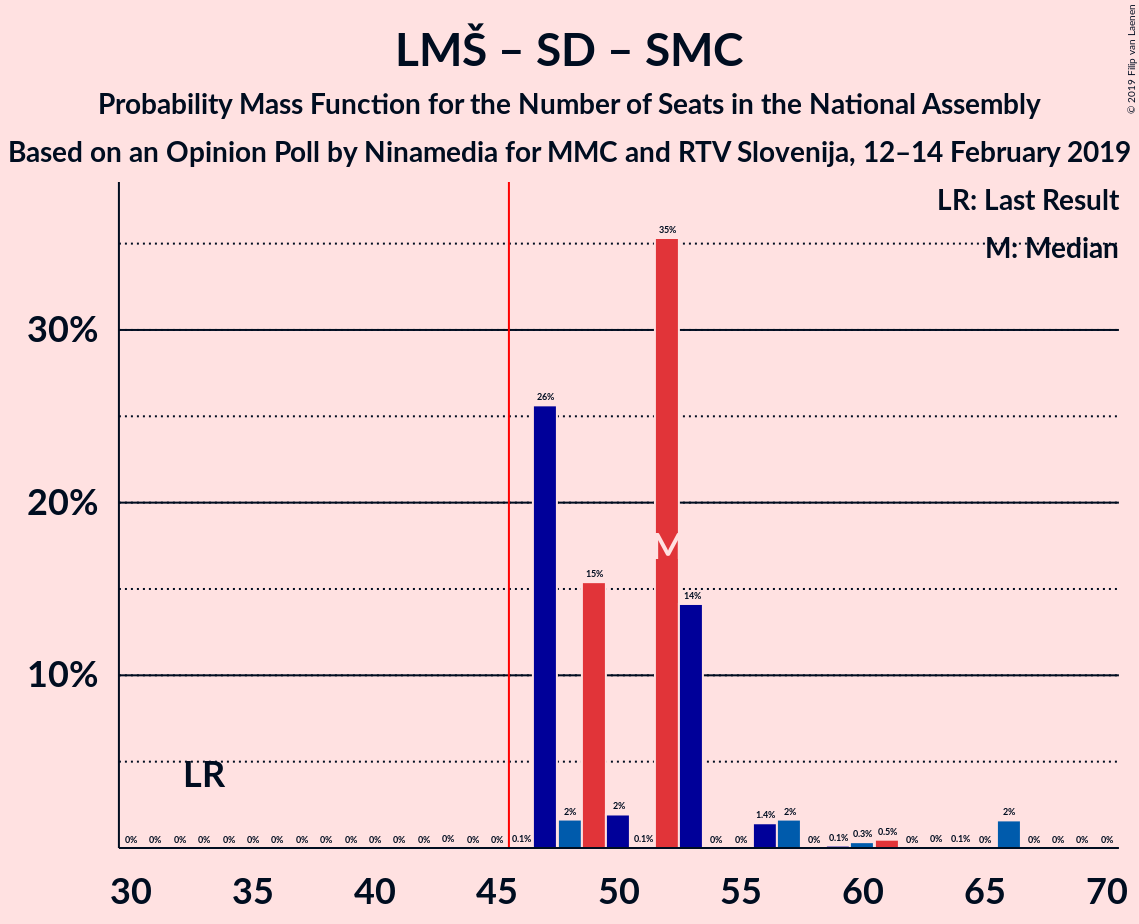 LMŠ – SD – SMC
Probability Mass Function for the Number of Seats in the National Assembly
Based on an Opinion Poll by Ninamedia for MMC and RTV Slovenija, 12–14 February 2019
© 2019 Filip van Laenen
LR: Last Result
M: Median
35%
30%
26%
20%
M
15%
14%
10%
LR
2% 2% 1.4% 2% 2%
0% 0% 0% 0% 0% 0% 0% 0% 0% 0% 0% 0% 0% 0% 0% 0% 0.1% 0.1% 0% 0% 0% 0.1% 0.3% 0.5% 0% 0% 0.1% 0% 0% 0% 0% 0%
30 35 40 45 50 55 60 65 70